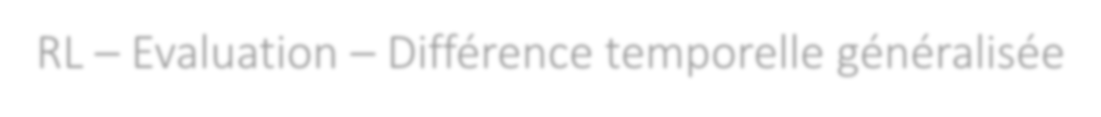 RL – Evaluation – Différence temporelle généralisée